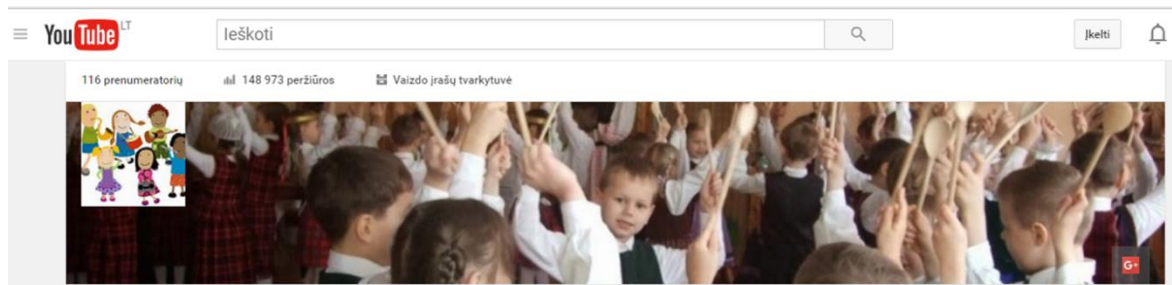 YouTube LT
Ieškoti
Įkelti
116 prenumeratorių 148 973 peržiūros Vaizdo įrašų tvarkytuvė
G+